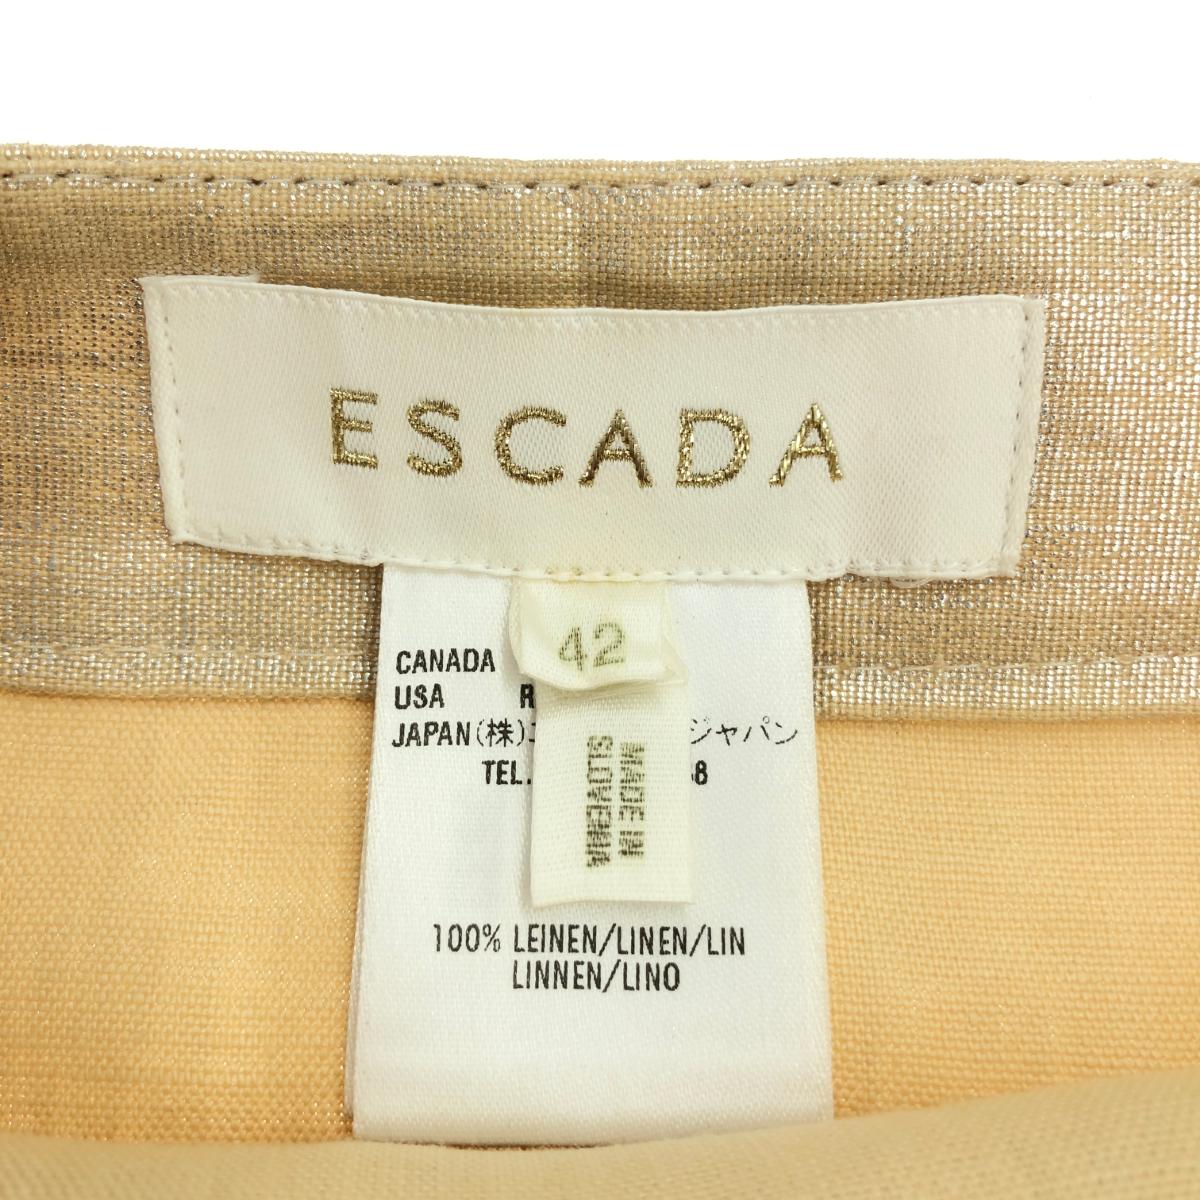 ESCADA
42
CANADA
USA R
JAPAN (株)エ ジャパン
TEL. 8
MADE IN
SLOVENIA
100% LEINEN/LINEN/LIN
LINNEN/LINO